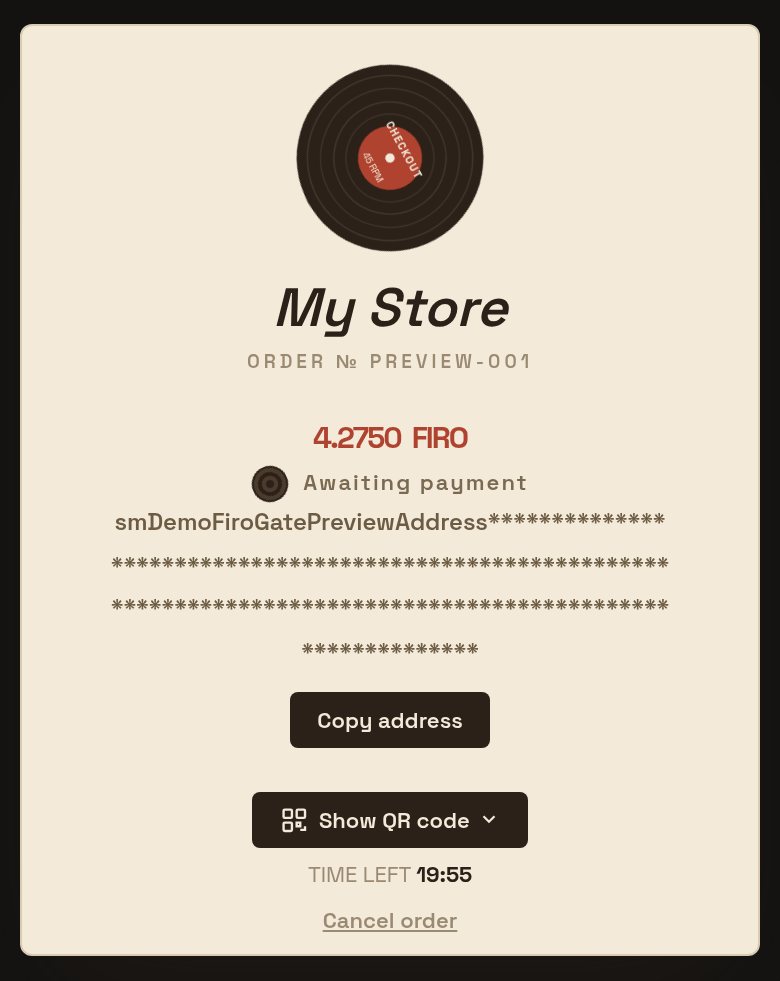 CHECKOUT
45 RPM
My Store
ORDER № PREVIEW-001
4.2750 FIRO
Awaiting payment
smDemoFiroGatePreviewAddress**************
********************************************
********************************************
**************
Copy address
Show QR code
TIME LEFT 19:55
Cancel order